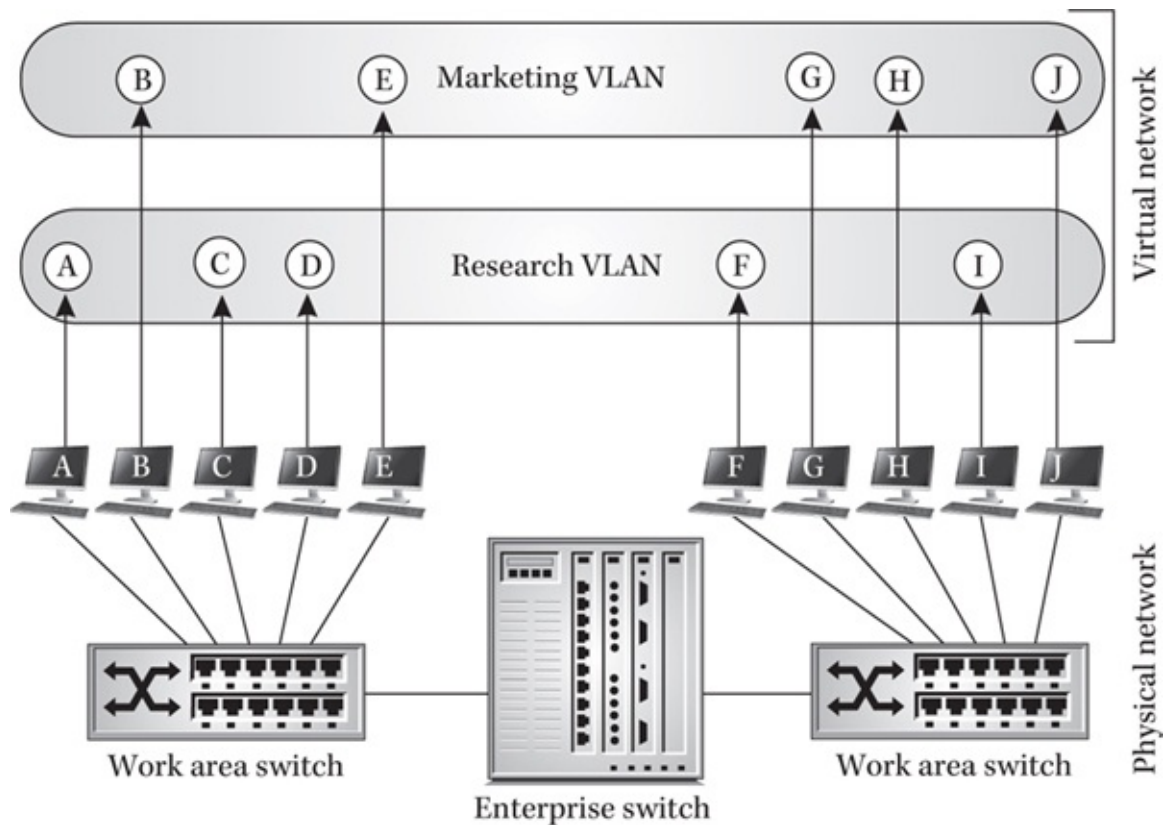 B
E
Marketing VLAN
G
H
J
A
C
D
Research VLAN
F
I
Virtual network
A
B
C
D
E
F
G
H
I
J
Work area switch
Enterprise switch
Work area switch
Physical network